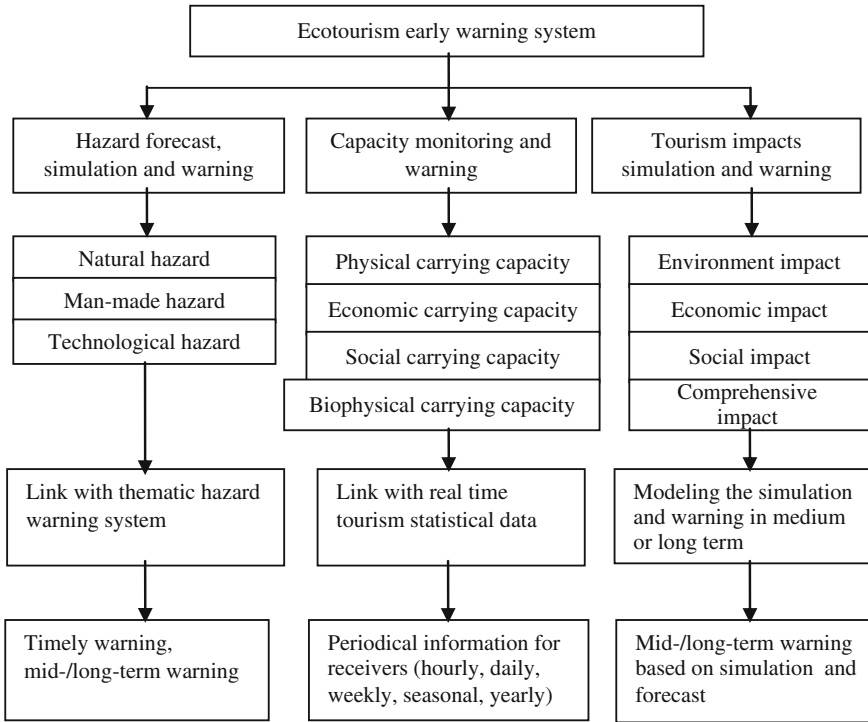 Ecotourism early warning system
Hazard forecast,
simulation and warning
Capacity monitoring and
warning
Tourism impacts
simulation and warning
Natural hazard
Man-made hazard
Technological hazard
Physical carrying capacity
Economic carrying capacity
Social carrying capacity
Biophysical carrying capacity
Environment impact
Economic impact
Social impact
Comprehensive
impact
Link with thematic hazard
warning system
Link with real time
tourism statistical data
Modeling the simulation
and warning in medium
or long term
Timely warning,
mid-/long-term warning
Periodical information for
receivers (hourly, daily,
weekly, seasonal, yearly)
Mid-/long-term warning
based on simulation and
forecast